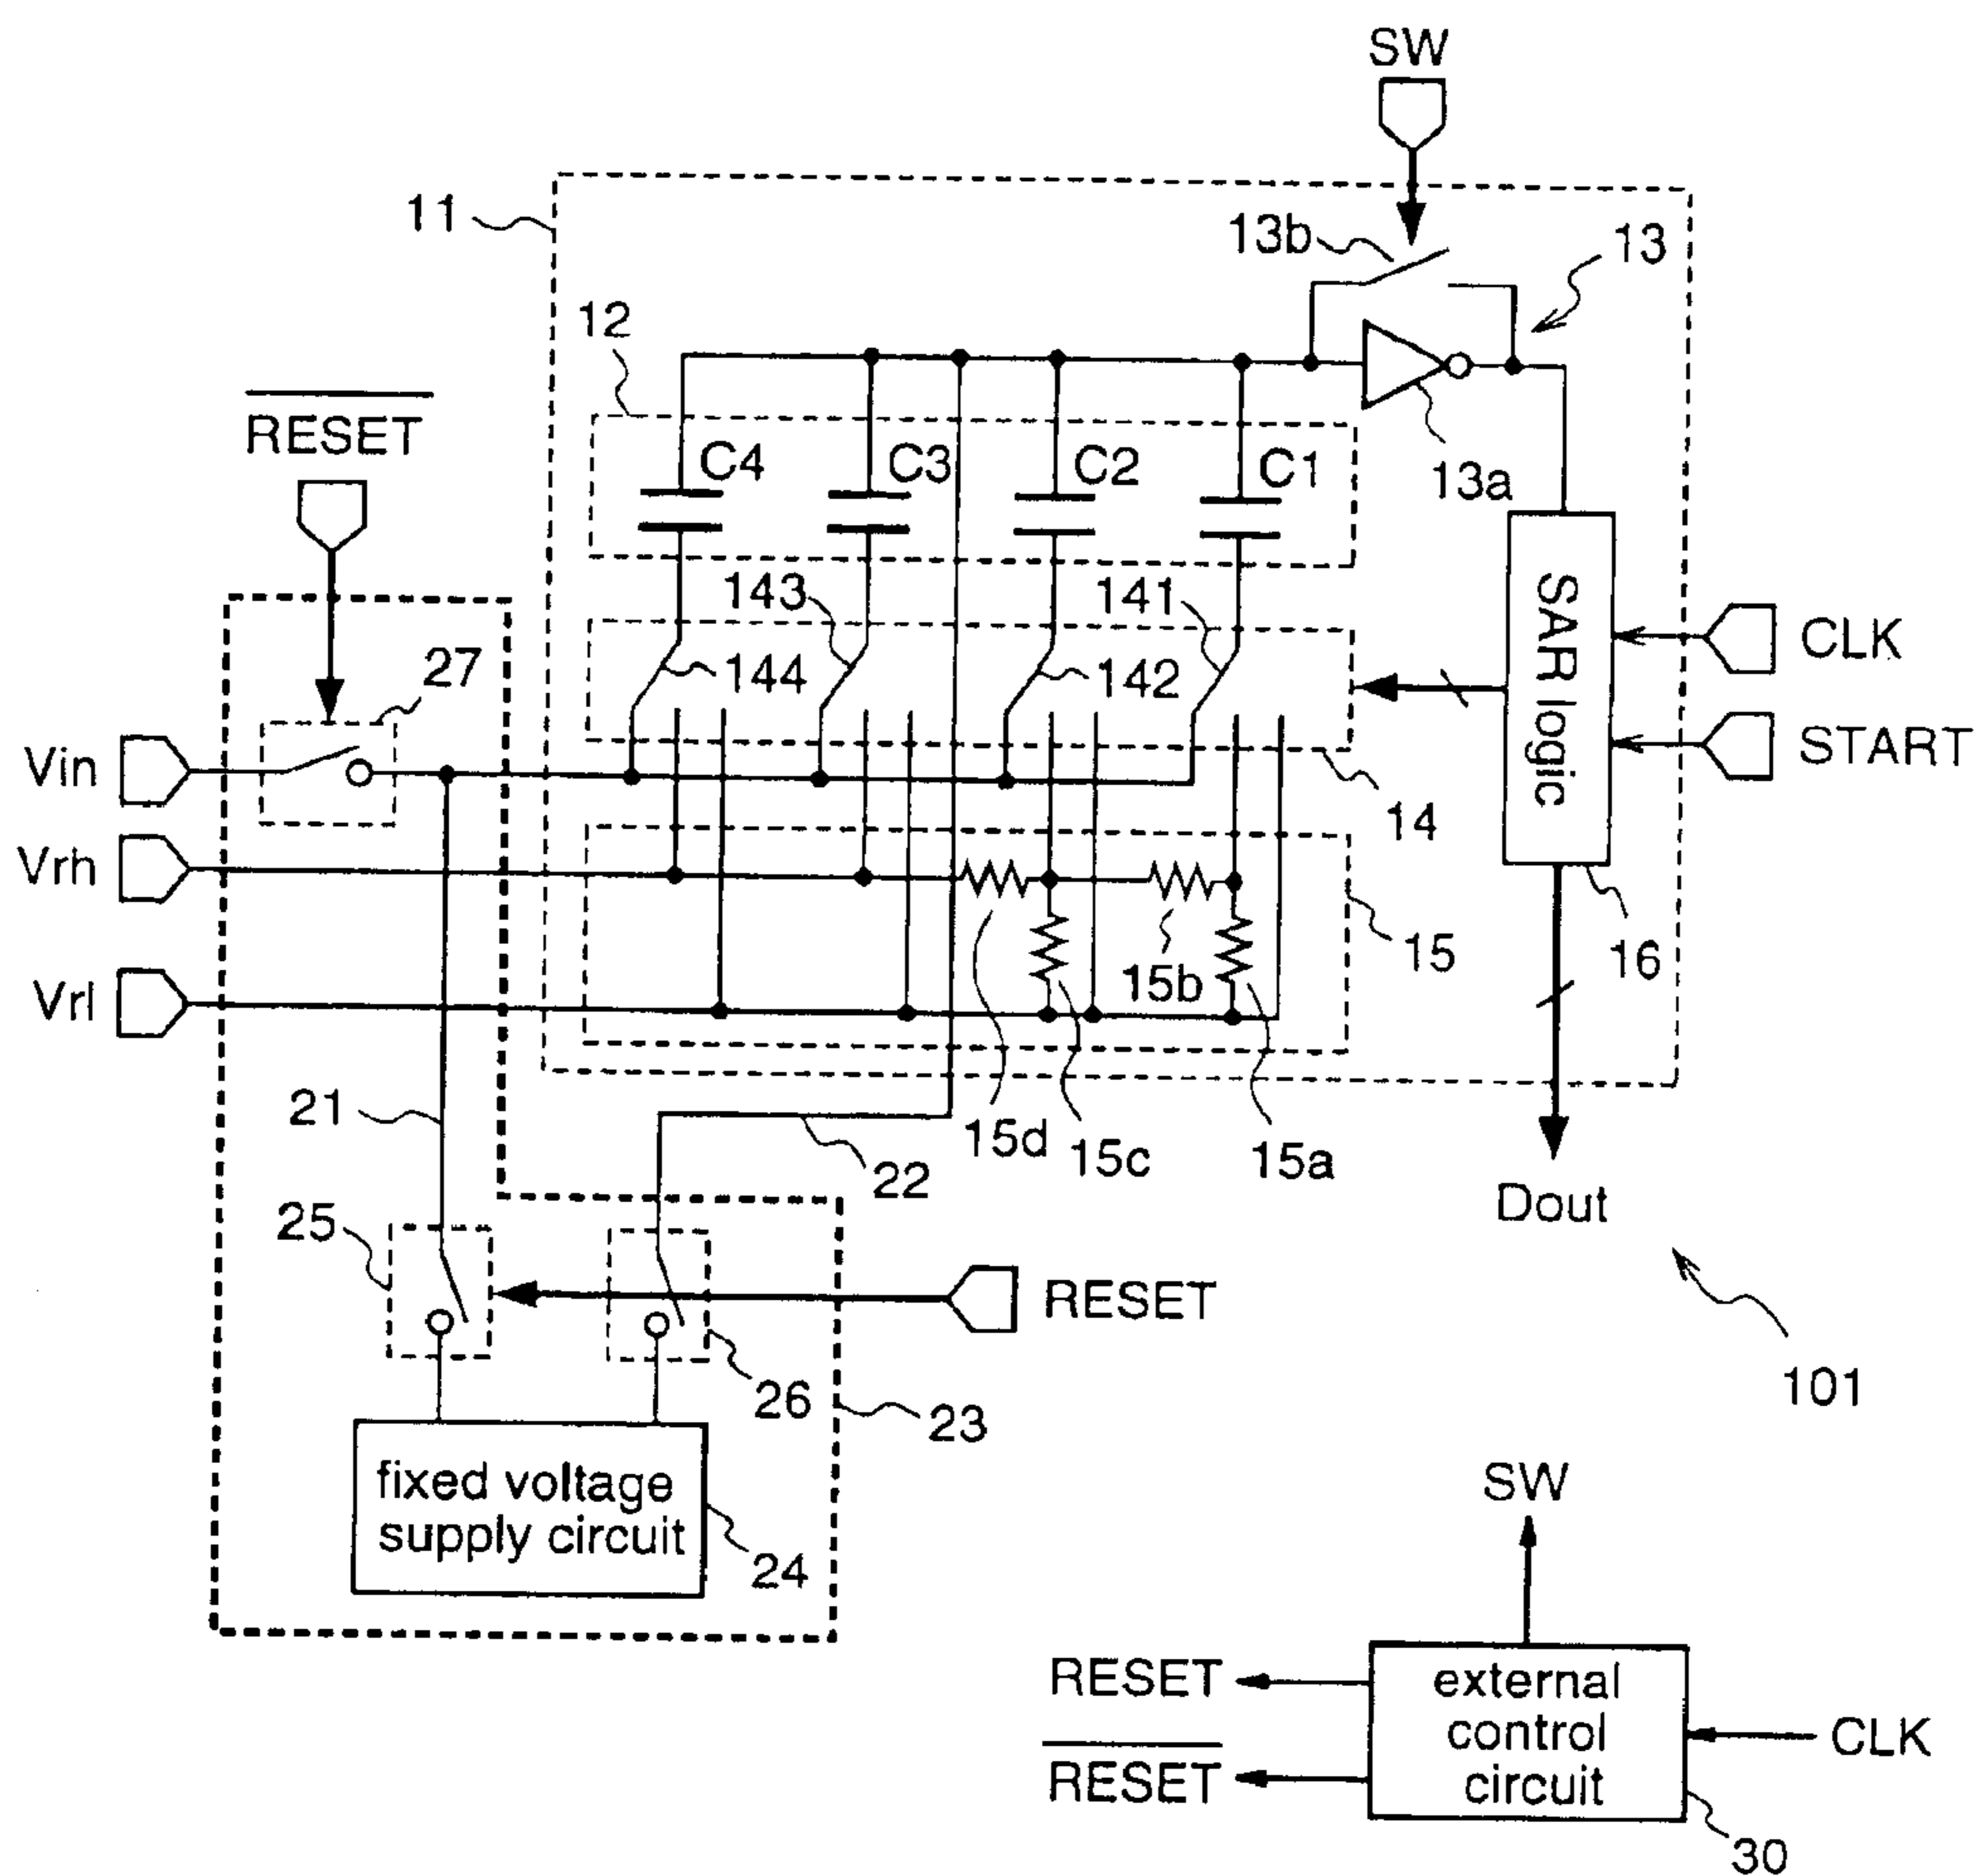 SW
11
13b
13
12
RESET
C4
C3
C2
C1
13a
143
141
SAR logic
CLK
27
144
142
START
Vin
14
Vrh
15
16
15b
Vrl
21
15d
15c
15a
22
Dout
25
RESET
101
26
23
fixed voltage
supply circuit
24
SW
RESET
external
control
circuit
CLK
RESET
30